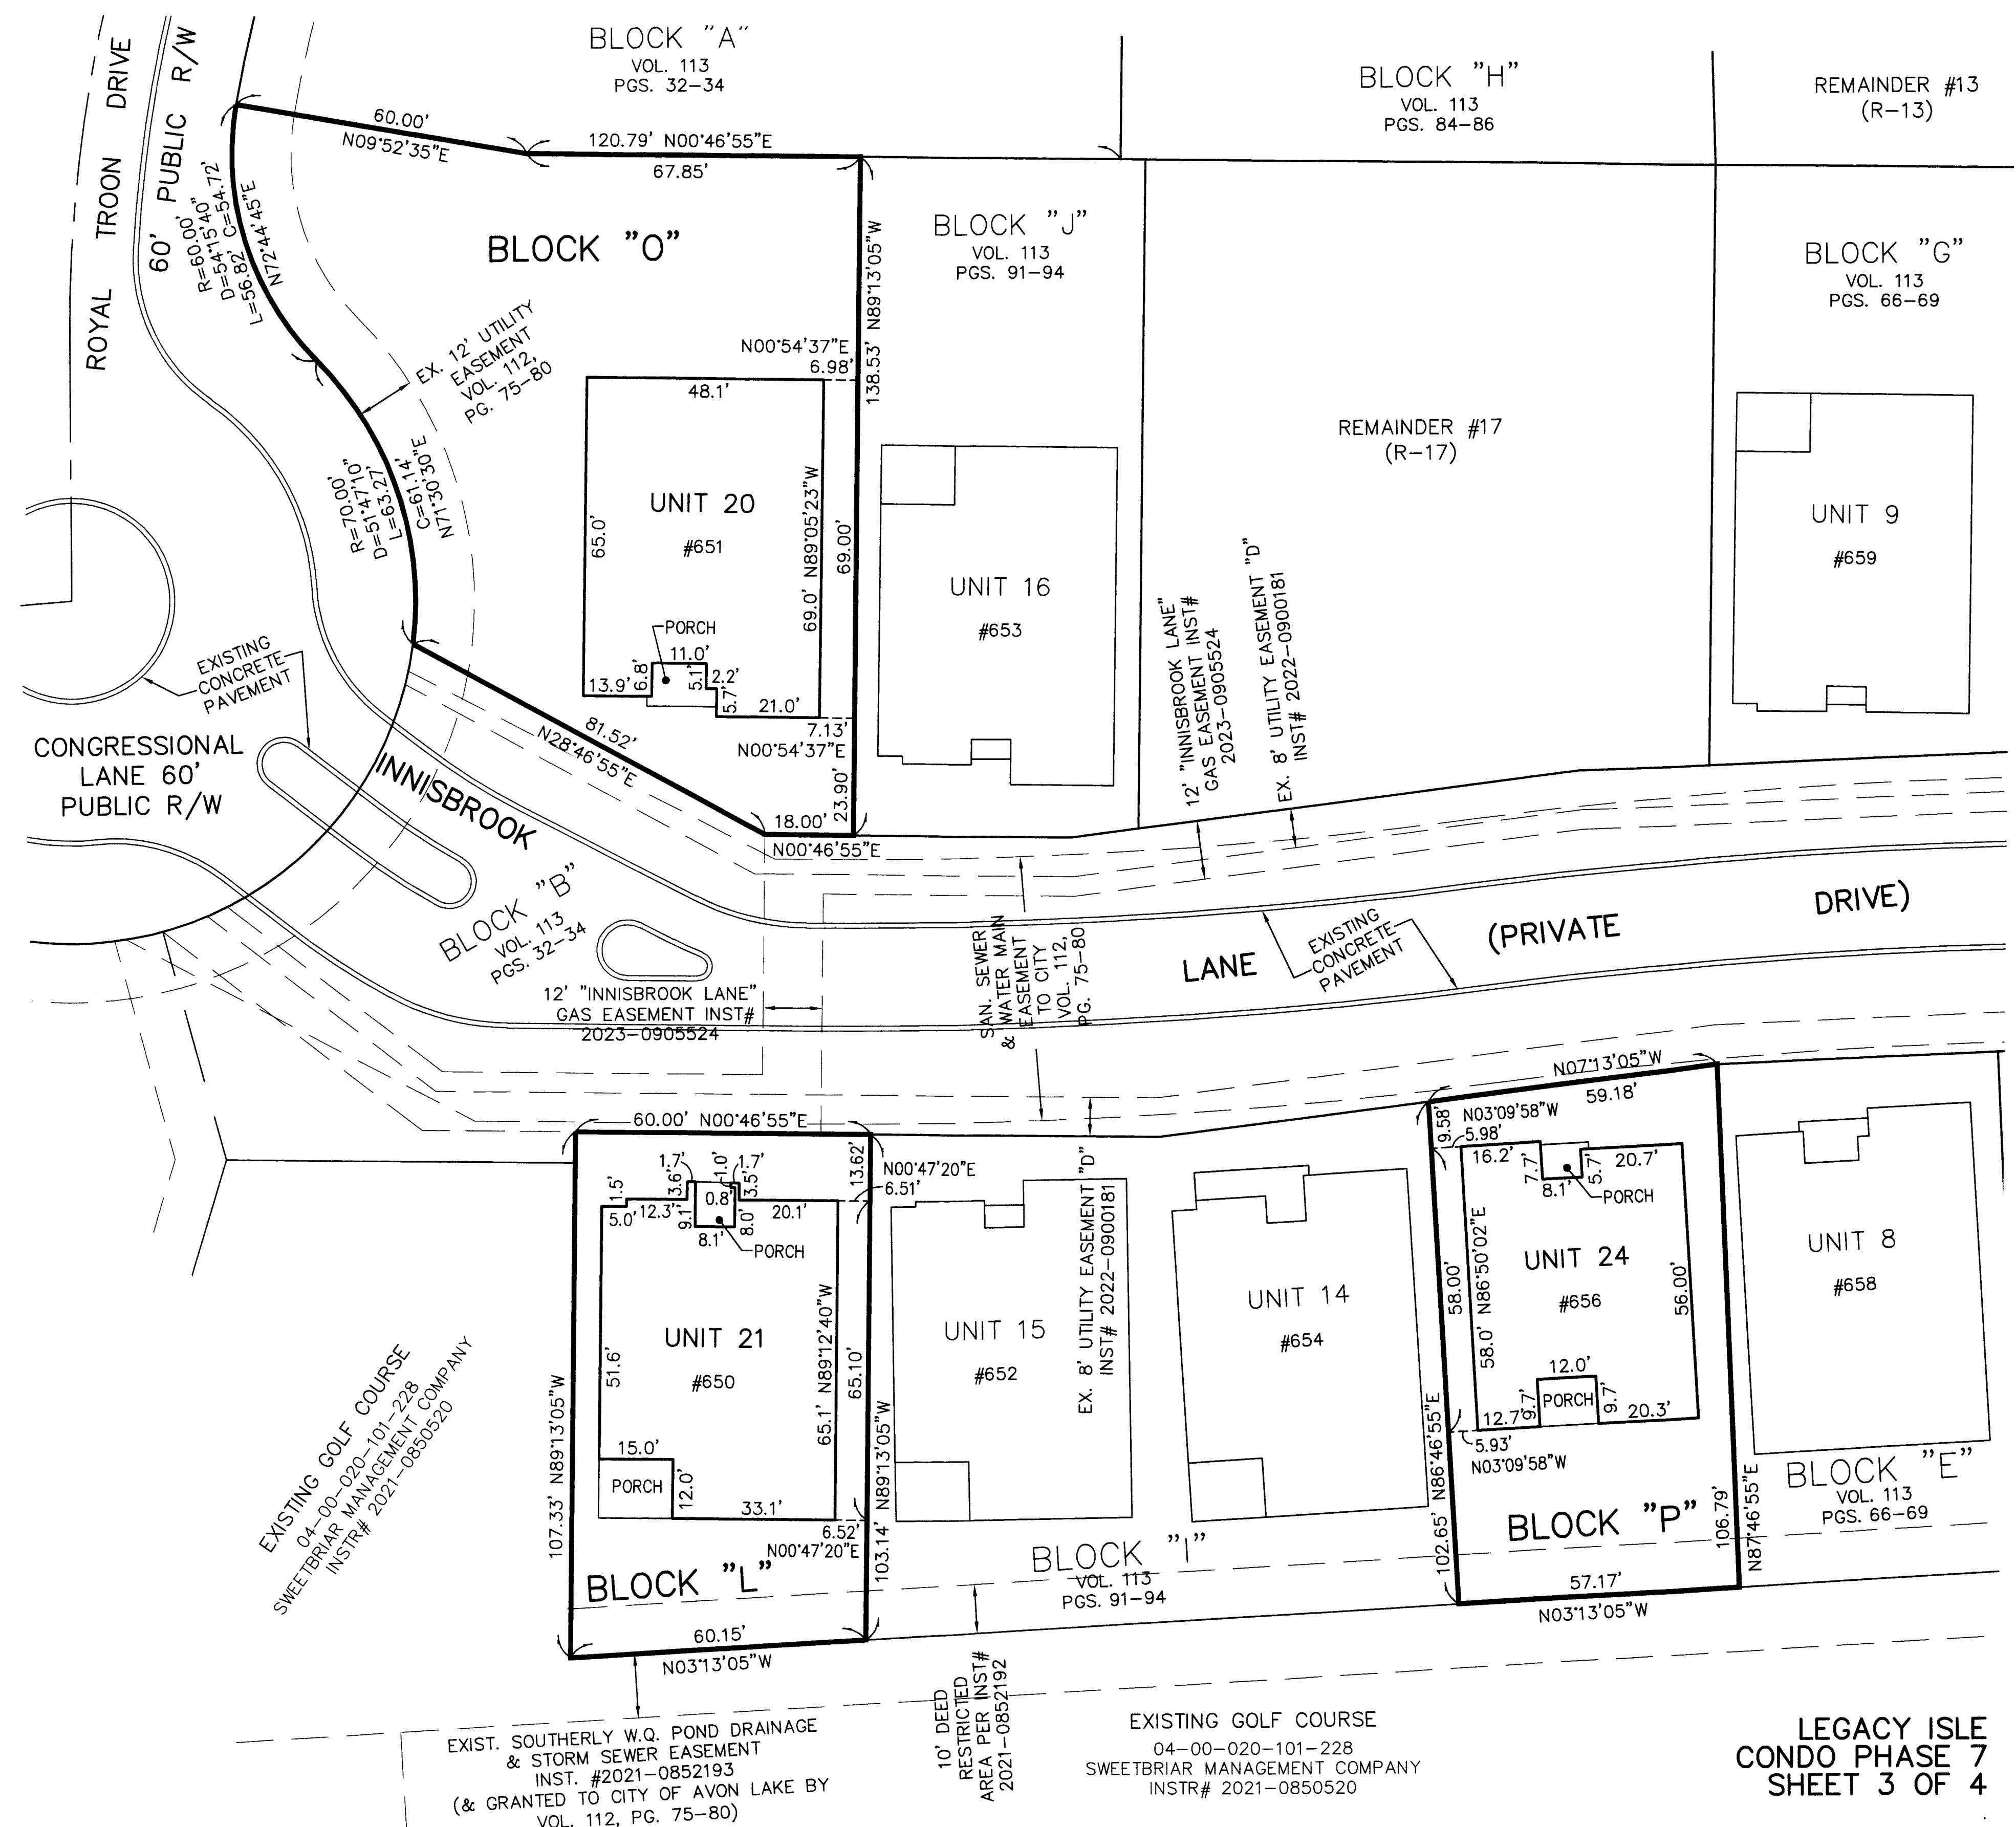 BLOCK "A"
VOL. 113
PGS. 32-34
BLOCK "H"
VOL. 113
PGS. 84-86
REMAINDER #13
(R-13)
ROYAL TROON DRIVE
60' PUBLIC R/W
60.00'
N09°52'35"E
120.79' N00°46'55"E
67.85'
R=60.00'
D=54°15'40"
L=56.82' C=54.72'
N72°44'45"E
BLOCK "O"
138.53' N89°13'05"W
BLOCK "J"
VOL. 113
PGS. 91-94
BLOCK "G"
VOL. 113
PGS. 66-69
EX. 12' UTILITY
EASEMENT
VOL. 112,
PG. 75-80
N00°54'37"E
6.98'
48.1'
REMAINDER #17
(R-17)
R=70.00'
D=51°47'10"
L=63.27'
C=61.14'
N71°30'30"E
UNIT 20
#651
65.0'
69.0' N89°05'23"W
69.00'
PORCH
11.0'
13.9'
6.8'
5.1'
2.2'
5.7'
21.0'
7.13'
N00°54'37"E
23.90'
18.00'
N00°46'55"E
81.52'
N28°46'55"E
UNIT 16
#653
UNIT 9
#659
12' "INNISBROOK LANE"
GAS EASEMENT INST#
2023-0905524
EX. 8' UTILITY EASEMENT "D"
INST# 2022-0900181
EXISTING
CONCRETE
PAVEMENT
CONGRESSIONAL
LANE 60'
PUBLIC R/W
INNISBROOK
LANE
(PRIVATE
DRIVE)
BLOCK "B"
VOL. 113
PGS. 32-34
12' "INNISBROOK LANE"
GAS EASEMENT INST#
2023-0905524
SAN. SEWER
& WATER MAIN
EASEMENT
TO CITY
VOL. 112,
PG. 75-80
EXISTING
CONCRETE
PAVEMENT
60.00' N00°46'55"E
13.62'
N00°47'20"E
6.51'
1.7'
1.0'
1.7'
1.5'
3.6'
0.8'
3.5'
5.0'
12.3'
9.1'
8.0'
20.1'
8.1'
PORCH
UNIT 21
#650
51.6'
65.1' N89°12'40"W
65.10'
15.0'
PORCH
12.0'
33.1'
6.52'
N00°47'20"E
107.33' N89°13'05"W
103.14' N89°13'05"W
BLOCK "L"
60.15'
N03°13'05"W
UNIT 15
#652
EX. 8' UTILITY EASEMENT "D"
INST# 2022-0900181
UNIT 14
#654
BLOCK "I"
VOL. 113
PGS. 91-94
N07°13'05"W
59.18'
9.58'
N03°09'58"W
5.98'
16.2'
7.7'
8.1'
5.7'
20.7'
PORCH
UNIT 24
#656
58.00'
58.0' N86°50'02"E
56.00'
12.0'
PORCH
12.7'
9.7'
9.7'
20.3'
5.93'
N03°09'58"W
102.65' N86°46'55"E
106.79'
N87°46'55"E
BLOCK "P"
57.17'
N03°13'05"W
UNIT 8
#658
BLOCK "E"
VOL. 113
PGS. 66-69
EXISTING GOLF COURSE
04-00-020-101-228
SWEETBRIAR MANAGEMENT COMPANY
INSTR# 2021-0850520
EXIST. SOUTHERLY W.Q. POND DRAINAGE
& STORM SEWER EASEMENT
INST. #2021-0852193
(& GRANTED TO CITY OF AVON LAKE BY
VOL. 112, PG. 75-80)
10' DEED
RESTRICTED
AREA PER INST#
2021-0852192
EXISTING GOLF COURSE
04-00-020-101-228
SWEETBRIAR MANAGEMENT COMPANY
INSTR# 2021-0850520
LEGACY ISLE
CONDO PHASE 7
SHEET 3 OF 4